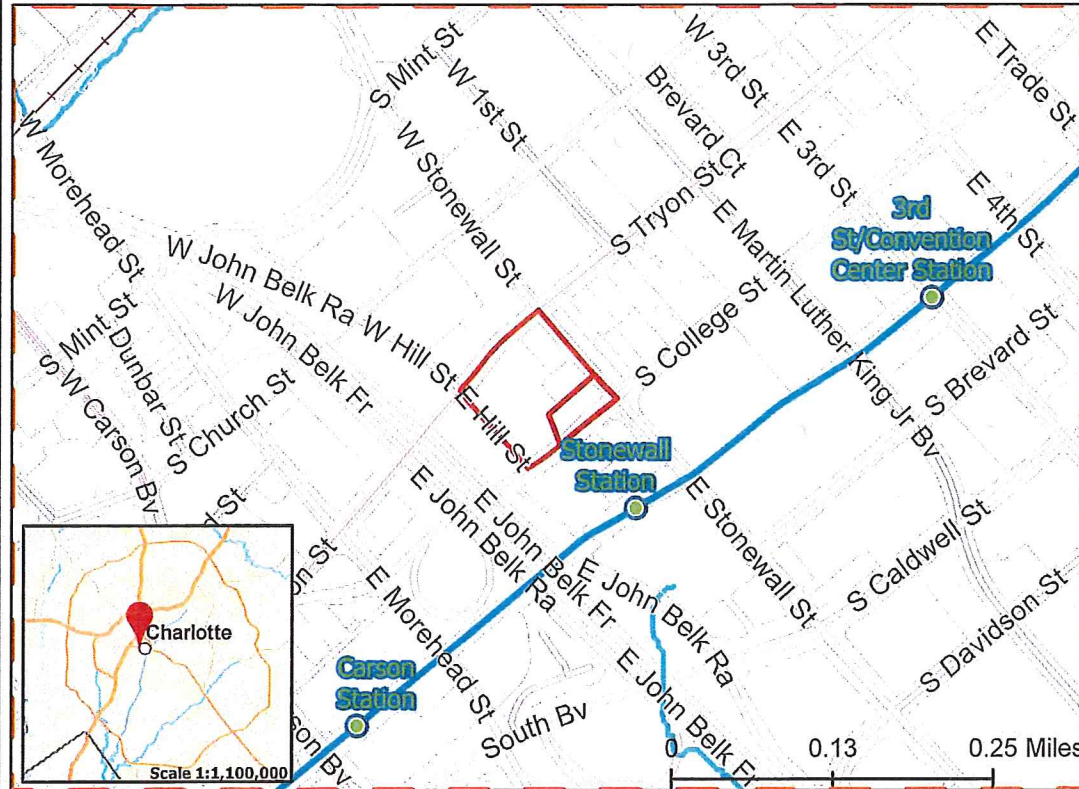 S Mint St
W 1st St
W 3rd St
Brevard Ct
E Trade St
W Morehead St
W Stonewall St
S Tryon St
E 3rd St
E 4th St
3rd
St/Convention
Center Station
E Martin Luther King Jr Bv
W John Belk Ra
W Hill St
W John Belk Fr
S College St
S Mint St
Dunbar St
S Church St
S Brevard St
W Carson Bv
E Hill St
Stonewall
Station
E John Belk Fr
E John Belk Ra
E Stonewall St
S Caldwell St
E John Belk Ra
S Davidson St
E Morehead St
E John Belk Fr
South Bv
Carson
Station
Charlotte
Scale 1:1,100,000
0 0.13 0.25 Miles